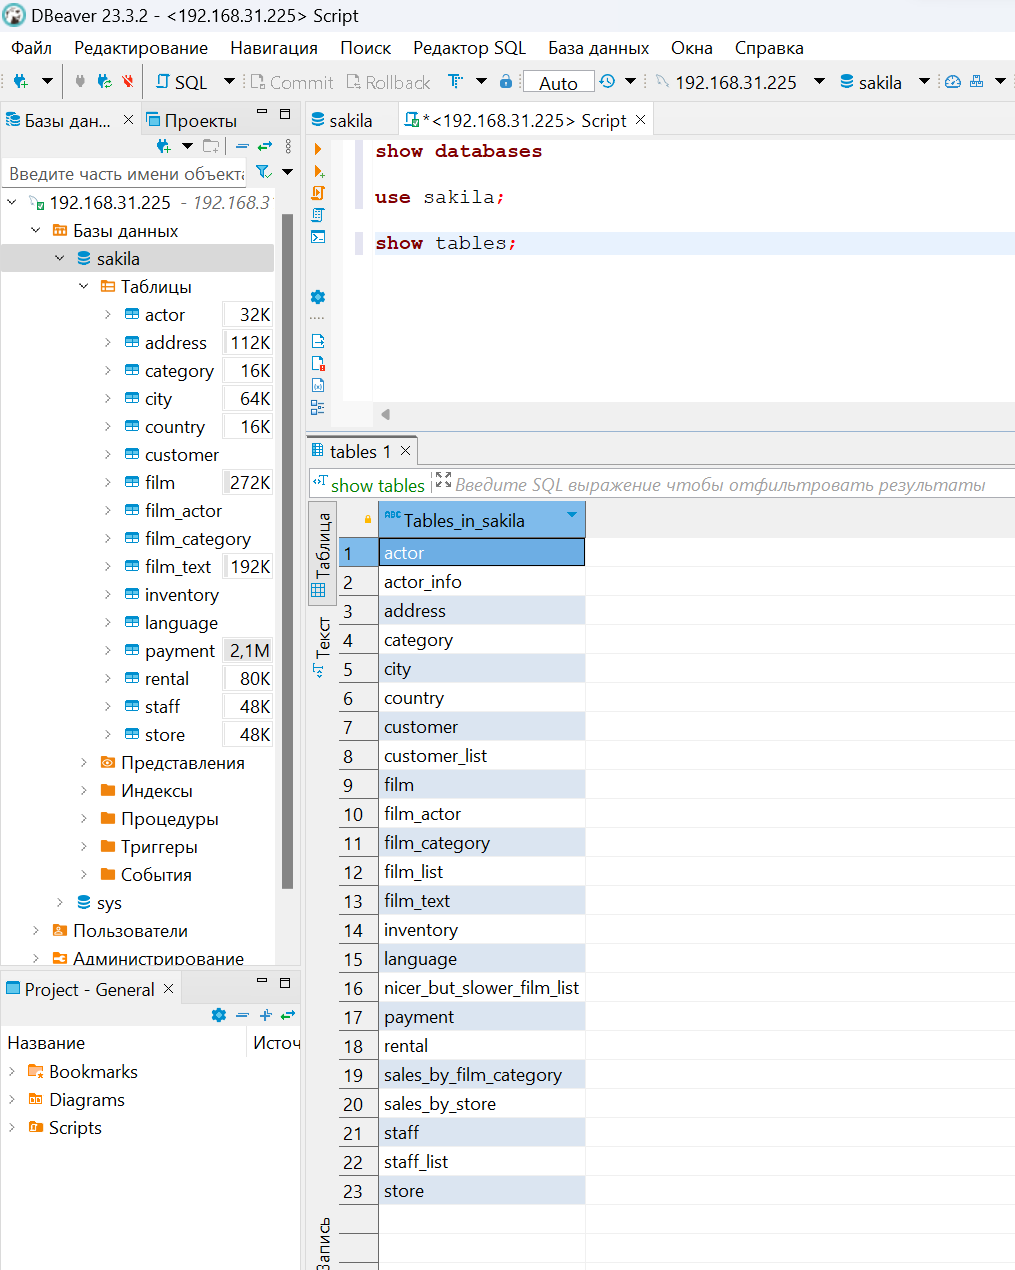 DBeaver 23.3.2 - <192.168.31.225> Script
Файл Редактирование Навигация Поиск Редактор SQL База данных Окна Справка
SQL Commit Rollback T Auto 192.168.31.225 sakila
Базы дан... Проекты
Введите часть имени объекта
192.168.31.225 - 192.168.31
Базы данных
sakila
Таблицы
actor 32K
address 112K
category 16K
city 64K
country 16K
customer
film 272K
film_actor
film_category
film_text 192K
inventory
language
payment 2,1M
rental 80K
staff 48K
store 48K
Представления
Индексы
Процедуры
Триггеры
События
sys
Пользователи
Администрирование
Project - General
Название Источ
Bookmarks
Diagrams
Scripts
sakila *<192.168.31.225> Script
show databases
use sakila;
show tables;
tables 1
show tables Введите SQL выражение чтобы отфильтровать результаты
Таблица
Текст
Запись
ABC Tables_in_sakila
1 actor
2 actor_info
3 address
4 category
5 city
6 country
7 customer
8 customer_list
9 film
10 film_actor
11 film_category
12 film_list
13 film_text
14 inventory
15 language
16 nicer_but_slower_film_list
17 payment
18 rental
19 sales_by_film_category
20 sales_by_store
21 staff
22 staff_list
23 store